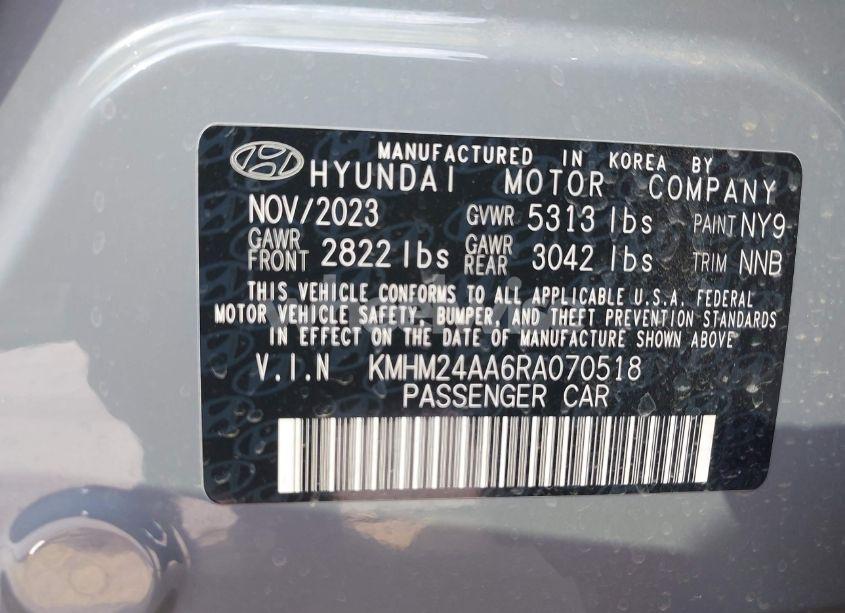 MANUFACTURED IN KOREA BY
HYUNDAI MOTOR COMPANY
NOV/2023 GVWR 5313 lbs PAINT NY9
GAWR FRONT 2822 lbs GAWR REAR 3042 lbs TRIM NNB
THIS VEHICLE CONFORMS TO ALL APPLICABLE U.S.A. FEDERAL
MOTOR VEHICLE SAFETY, BUMPER, AND THEFT PREVENTION STANDARDS
IN EFFECT ON THE DATE OF MANUFACTURE SHOWN ABOVE
V.I.N KMHM24AA6RA070518
PASSENGER CAR